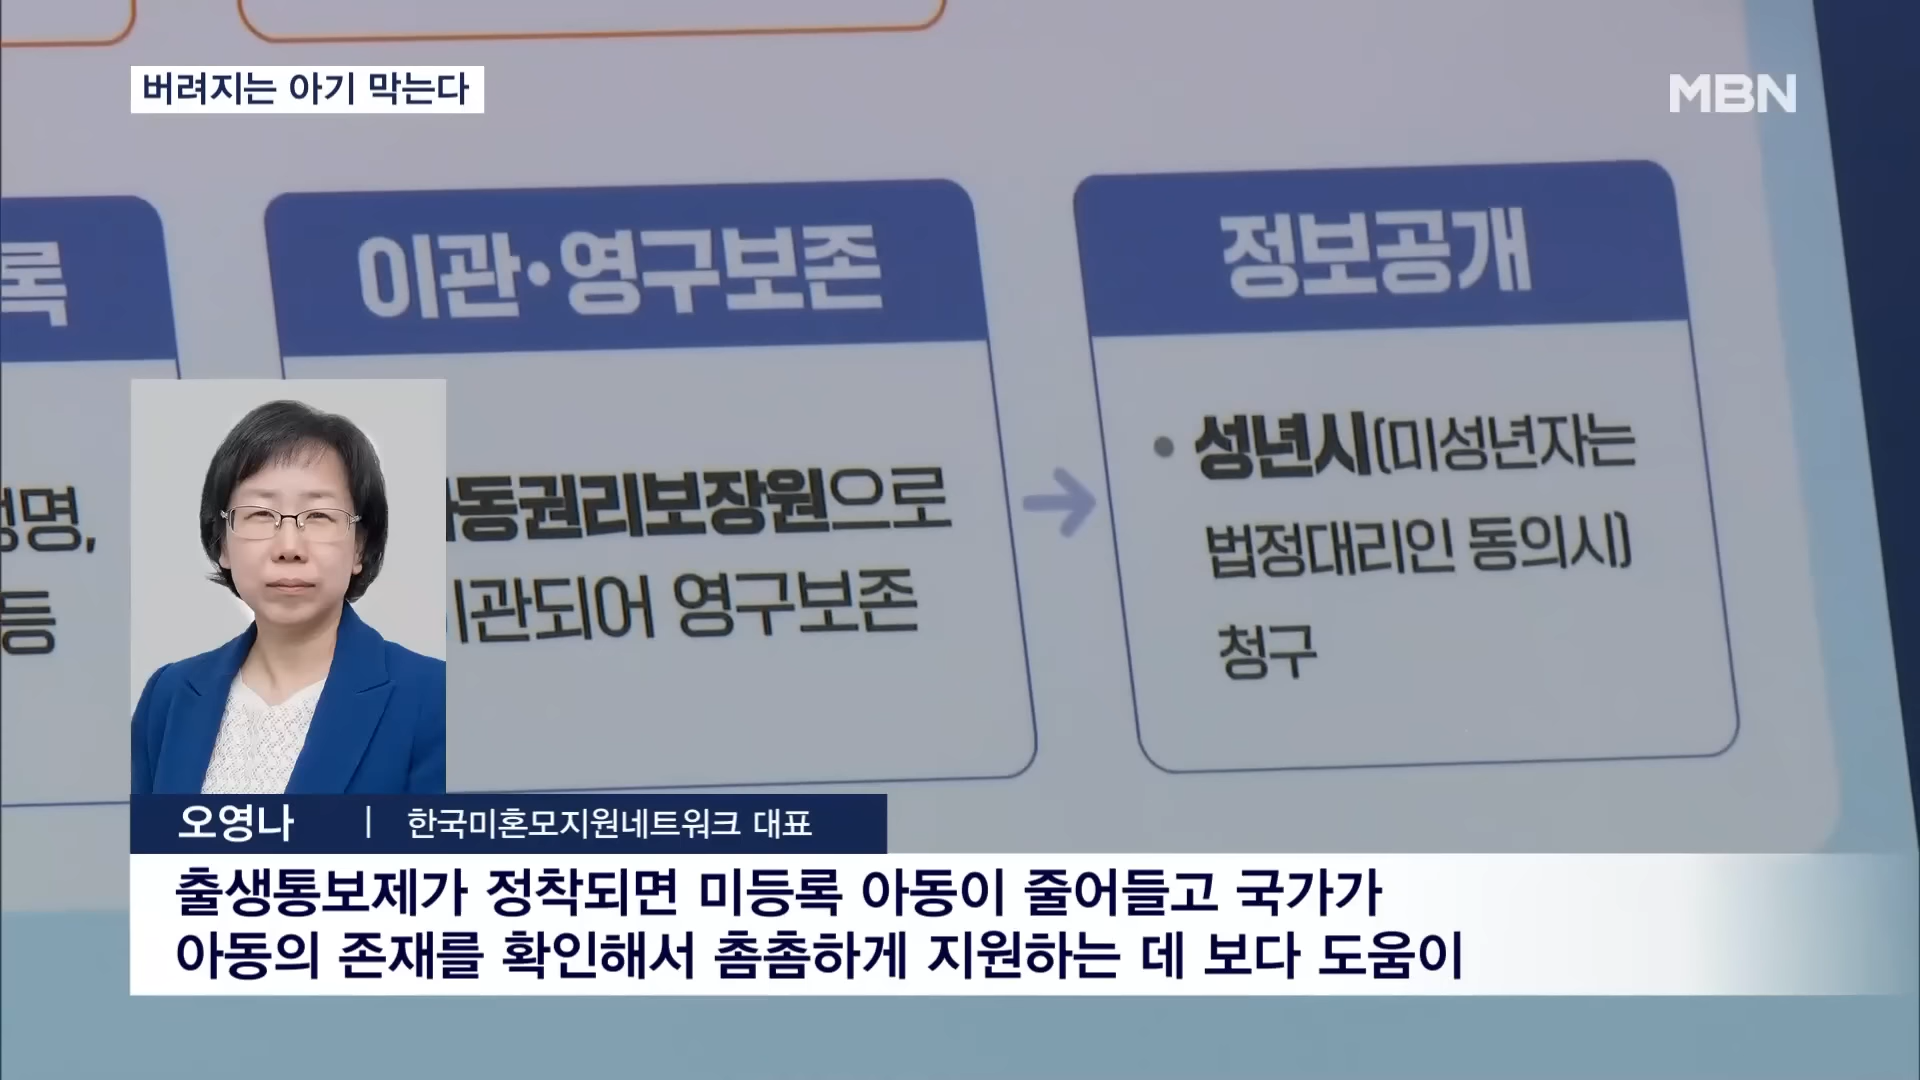 버려지는 아기 막는다
MBN
록
이관·영구보존
정보공개
동권리보장원으로
관되어 영구보존
• 성년시(미성년자는
법정대리인 동의시)
청구
명,
등
오영나 | 한국미혼모지원네트워크 대표
출생통보제가 정착되면 미등록 아동이 줄어들고 국가가
아동의 존재를 확인해서 촘촘하게 지원하는 데 보다 도움이